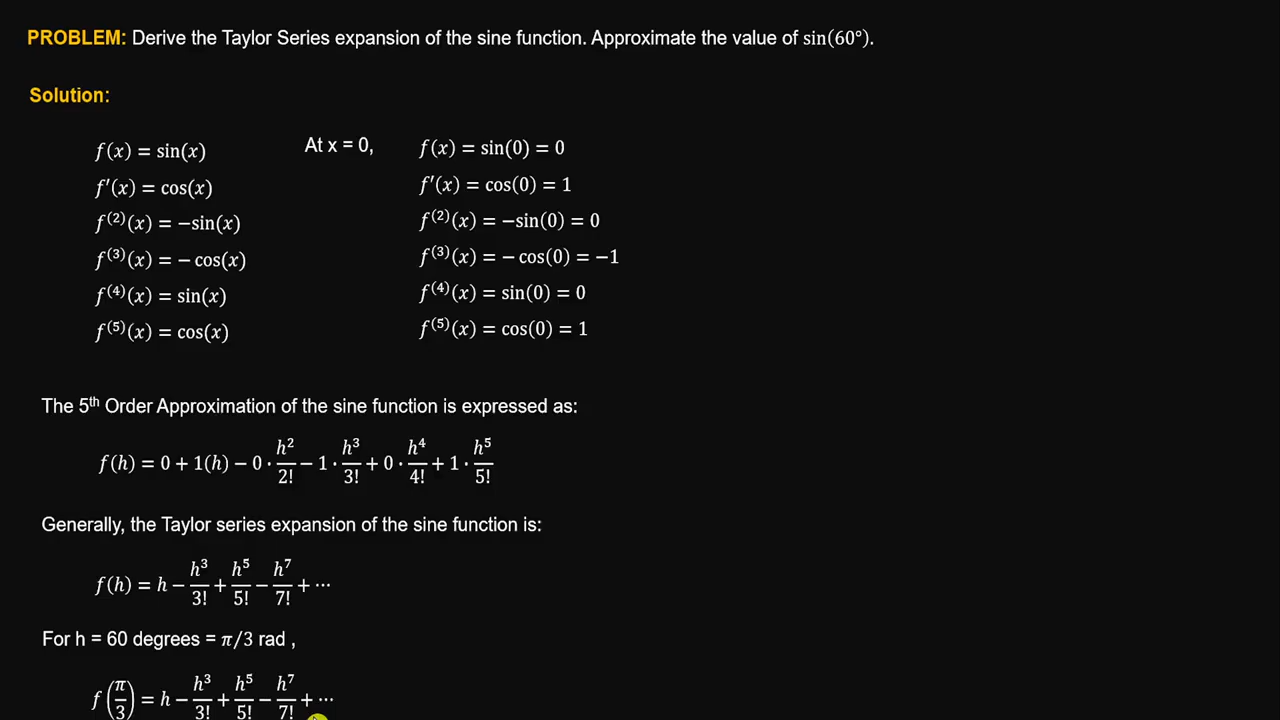 PROBLEM: Derive the Taylor Series expansion of the sine function. Approximate the value of sin(60°).
Solution:
f(x) = sin(x)
f′(x) = cos(x)
f⁽²⁾(x) = −sin(x)
f⁽³⁾(x) = − cos(x)
f⁽⁴⁾(x) = sin(x)
f⁽⁵⁾(x) = cos(x)
At x = 0,
f(x) = sin(0) = 0
f′(x) = cos(0) = 1
f⁽²⁾(x) = −sin(0) = 0
f⁽³⁾(x) = − cos(0) = −1
f⁽⁴⁾(x) = sin(0) = 0
f⁽⁵⁾(x) = cos(0) = 1
The 5th Order Approximation of the sine function is expressed as:
f(h) = 0 + 1(h) − 0 · h²/2! − 1 · h³/3! + 0 · h⁴/4! + 1 · h⁵/5!
Generally, the Taylor series expansion of the sine function is:
f(h) = h − h³/3! + h⁵/5! − h⁷/7! + ⋯
For h = 60 degrees = π/3 rad ,
f(π/3) = h − h³/3! + h⁵/5! − h⁷/7! + ⋯